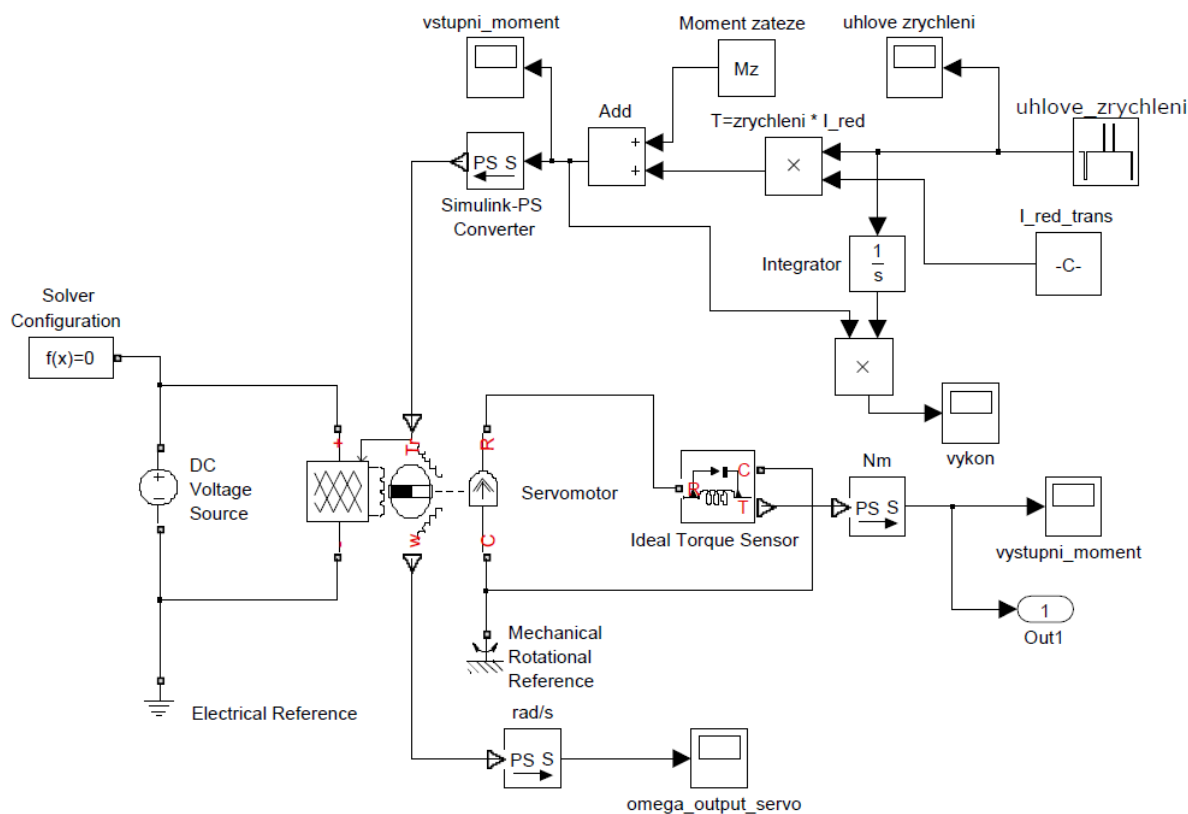 vstupni_moment
Moment zateze
uhlove zrychleni
Mz
uhlove_zrychleni
Add
T=zrychleni * I_red
+
+
×
PS S
Simulink-PS
Converter
I_red_trans
-C-
Integrator
1
s
Solver
Configuration
f(x)=0
×
vykon
DC
Voltage
Source
+
-
+
-
T
w
R
C
Servomotor
R
C
T
Ideal Torque Sensor
Nm
PS S
vystupni_moment
1
Out1
Mechanical
Rotational
Reference
Electrical Reference
rad/s
PS S
omega_output_servo